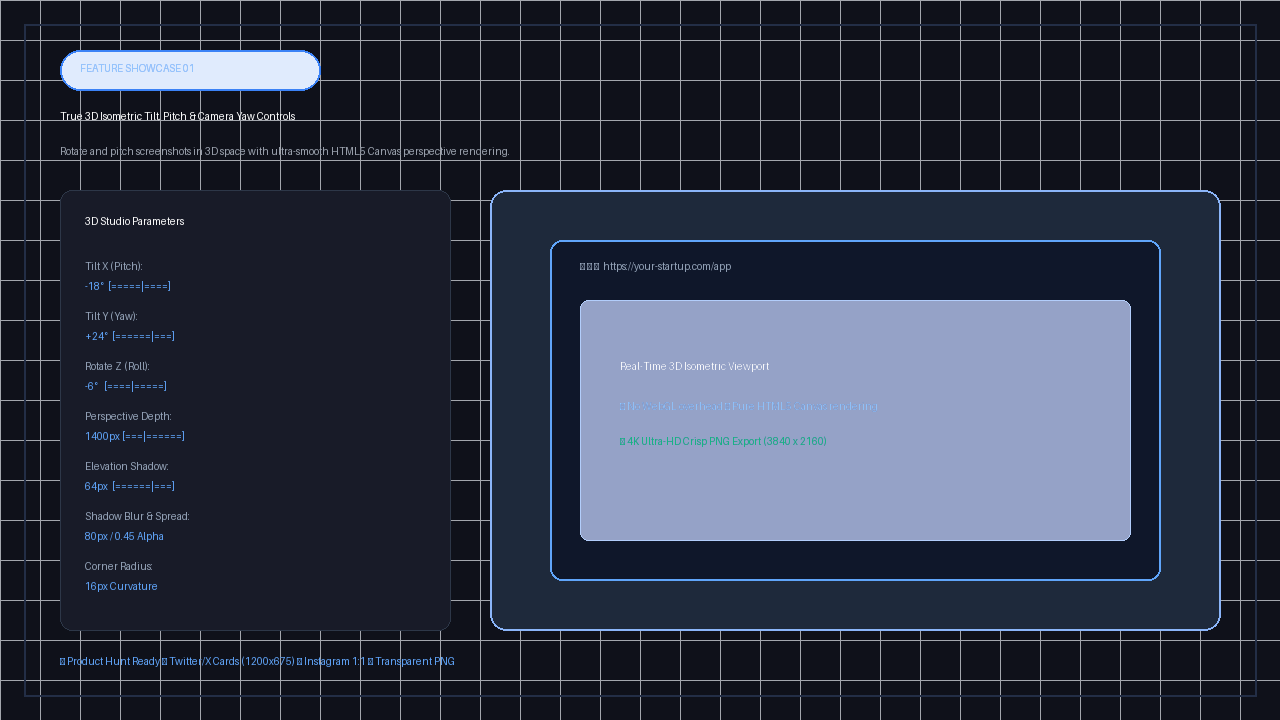 FEATURE SHOWCASE 01
True 3D Isometric Tilt, Pitch & Camera Yaw Controls
Rotate and pitch screenshots in 3D space with ultra-smooth HTML5 Canvas perspective rendering.
3D Studio Parameters
Tilt X (Pitch):
-18° [=====|====]
Tilt Y (Yaw):
+24° [======|===]
Rotate Z (Roll):
-6° [====|=====]
Perspective Depth:
1400px [===|======]
Elevation Shadow:
64px [======|===]
Shadow Blur & Spread:
80px / 0.45 Alpha
Corner Radius:
16px Curvature
https://your-startup.com/app
Real-Time 3D Isometric Viewport
4K Ultra-HD Crisp PNG Export (3840 x 2160)
Product Hunt Ready Twitter/X Cards (1200x675) Instagram 1:1 Transparent PNG